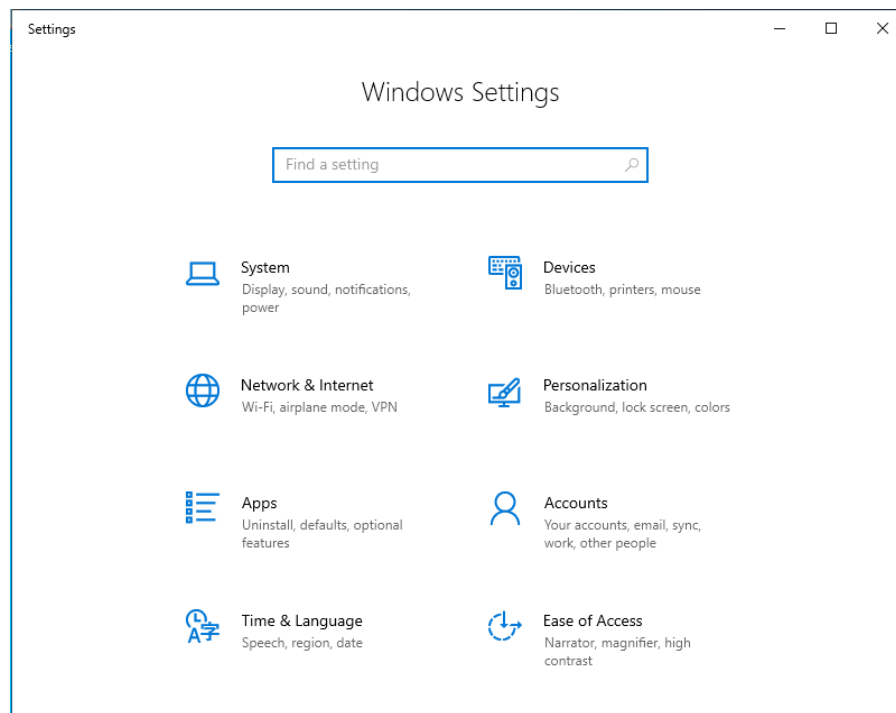 Settings
Windows Settings
Find a setting
System
Display, sound, notifications,
power
Devices
Bluetooth, printers, mouse
Network & Internet
Wi-Fi, airplane mode, VPN
Personalization
Background, lock screen, colors
Apps
Uninstall, defaults, optional
features
Accounts
Your accounts, email, sync,
work, other people
Time & Language
Speech, region, date
Ease of Access
Narrator, magnifier, high
contrast